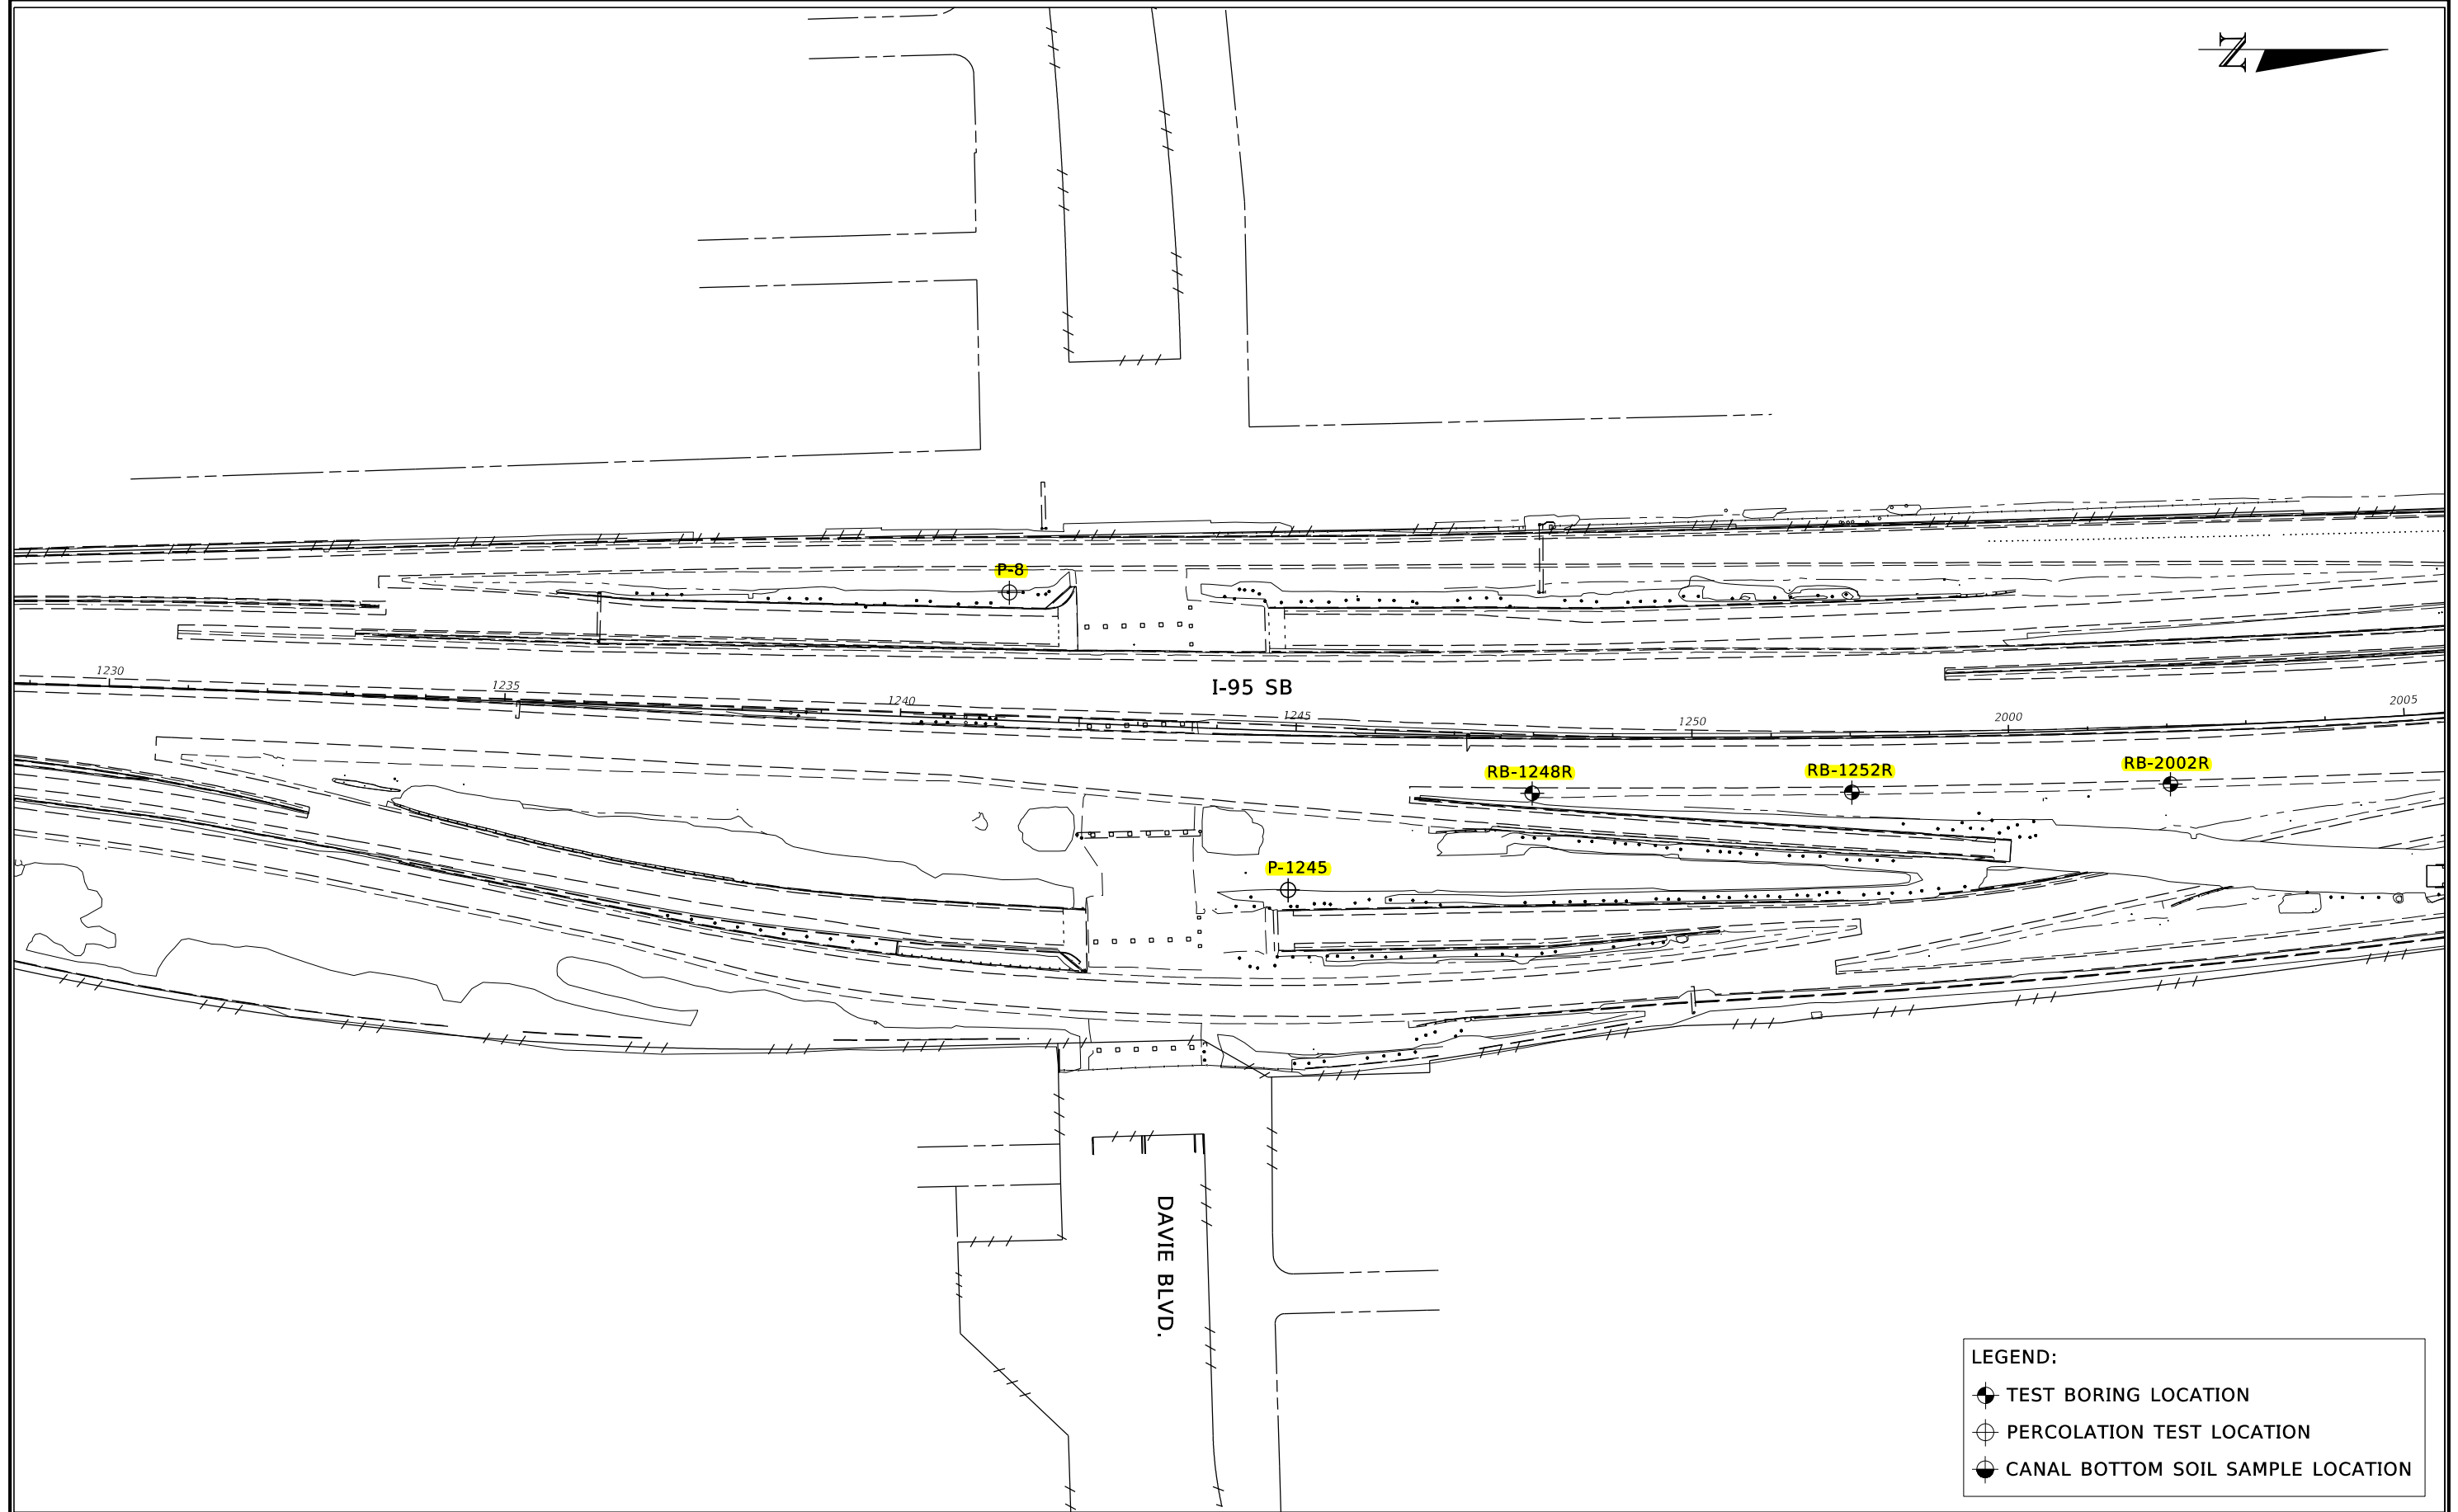 N
P-8
1230
1235
1240
I-95 SB
1245
1250
2000
2005
RB-1248R
RB-1252R
RB-2002R
P-1245
DAVIE BLVD.
LEGEND:
TEST BORING LOCATION
PERCOLATION TEST LOCATION
CANAL BOTTOM SOIL SAMPLE LOCATION